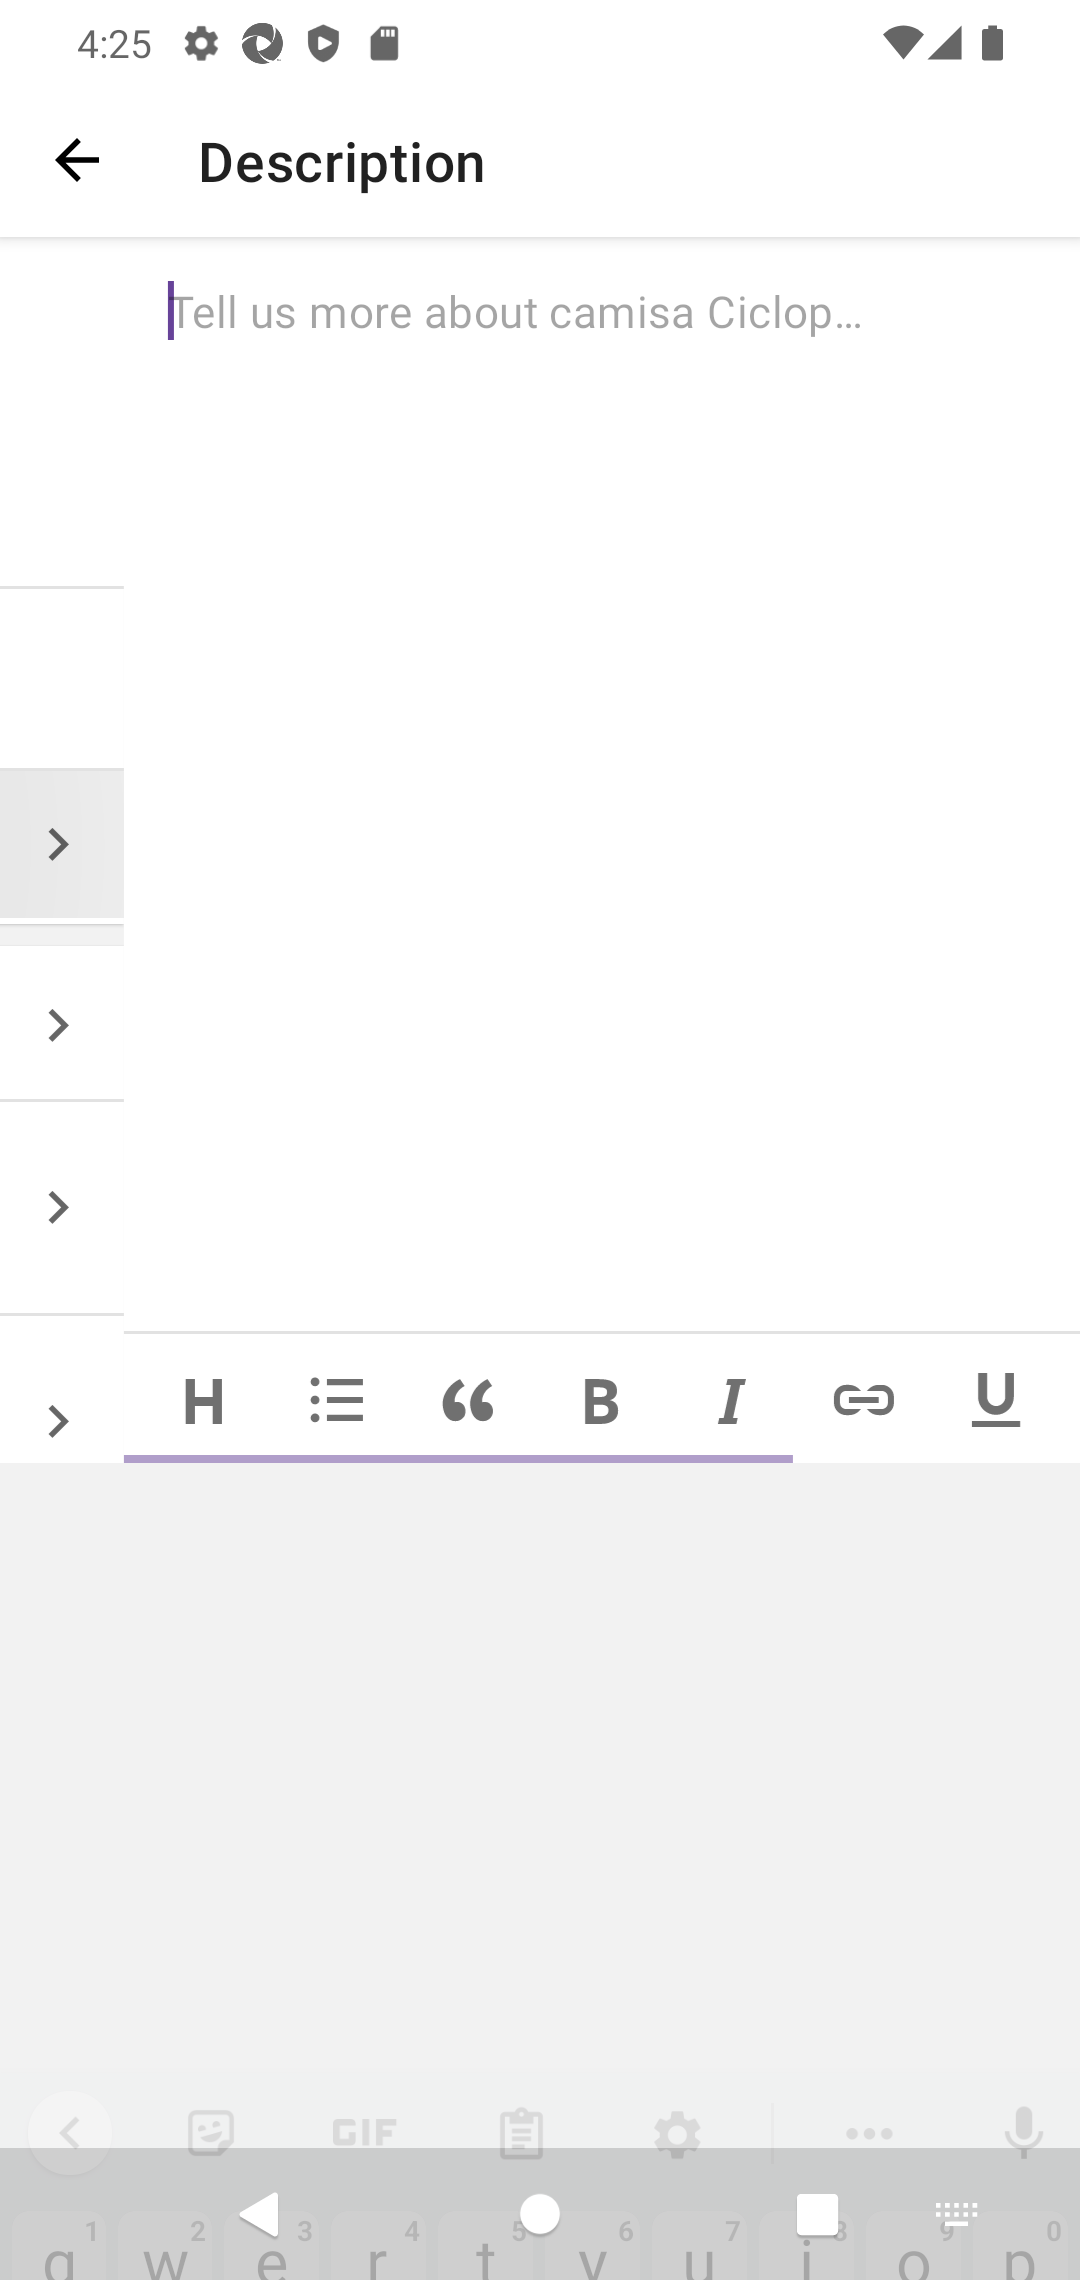 4:25
Description
Tell us more about camisa Ciclop…
H B I U
GIF
1 2 3 4 5 6 7 8 9 0
q w e r t y u i o p